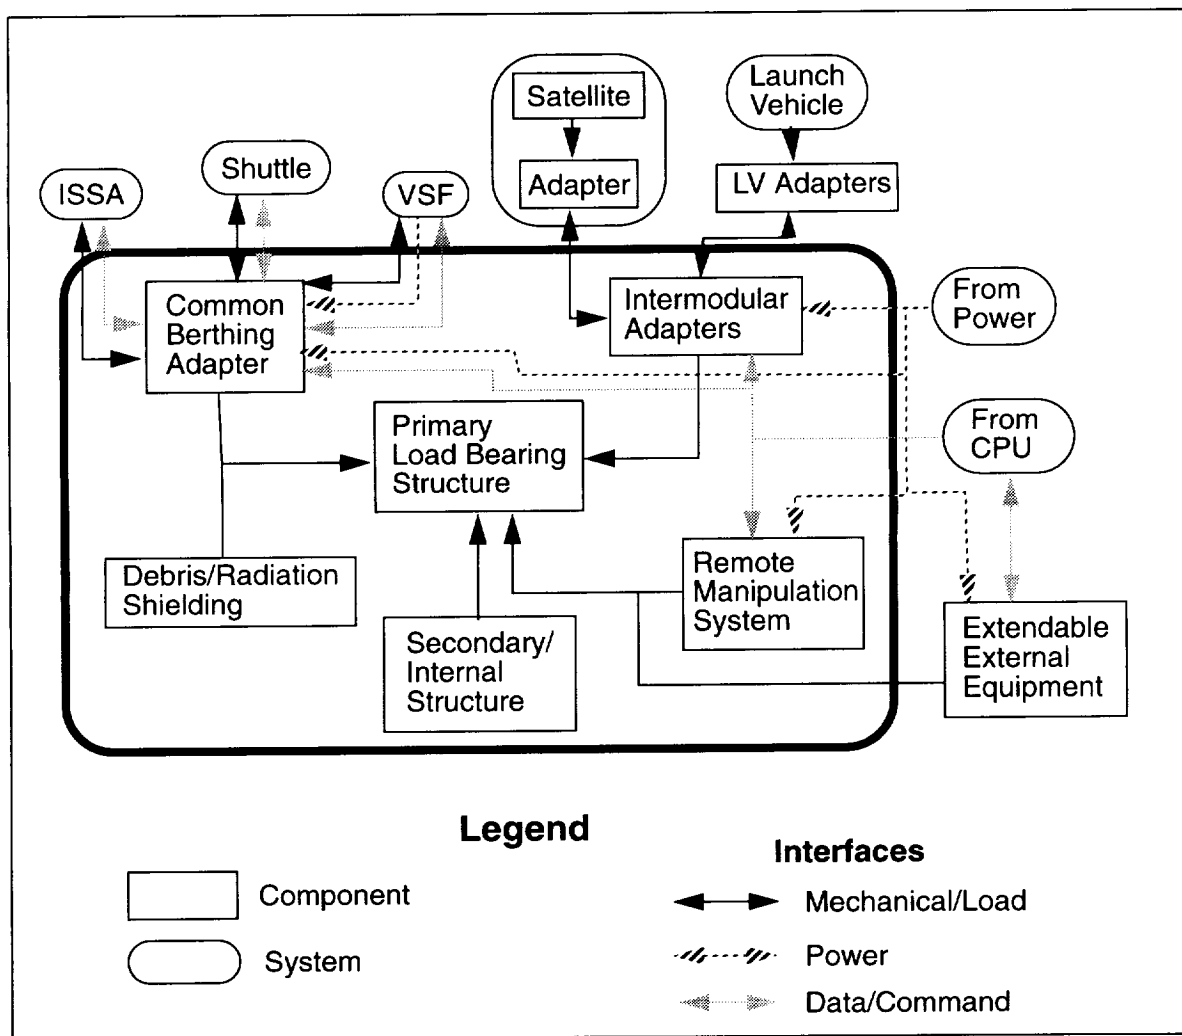 Satellite
Adapter
Launch
Vehicle
LV Adapters
Shuttle
ISSA
VSF
Common
Berthing
Adapter
Intermodular
Adapters
From
Power
Primary
Load Bearing
Structure
From
CPU
Debris/Radiation
Shielding
Remote
Manipulation
System
Secondary/
Internal
Structure
Extendable
External
Equipment
Legend
Component
System
Interfaces
Mechanical/Load
Power
Data/Command